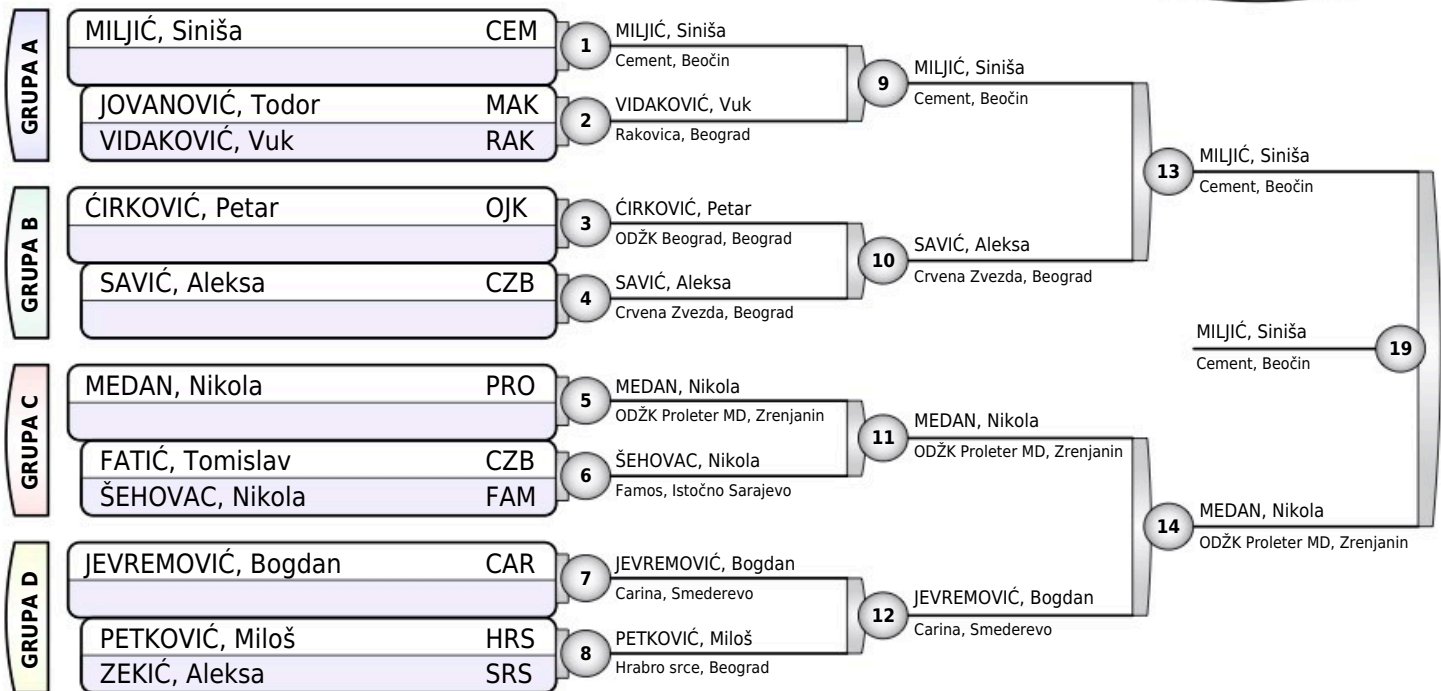 GRUPA A
MILJIĆ, Siniša CEM
JOVANOVIĆ, Todor MAK
VIDAKOVIĆ, Vuk RAK
GRUPA B
ĆIRKOVIĆ, Petar OJK
SAVIĆ, Aleksa CZB
GRUPA C
MEDAN, Nikola PRO
FATIĆ, Tomislav CZB
ŠEHOVAC, Nikola FAM
GRUPA D
JEVREMOVIĆ, Bogdan CAR
PETKOVIĆ, Miloš HRS
ZEKIĆ, Aleksa SRS
1 MILJIĆ, Siniša
Cement, Beočin
2 VIDAKOVIĆ, Vuk
Rakovica, Beograd
3 ĆIRKOVIĆ, Petar
ODŽK Beograd, Beograd
4 SAVIĆ, Aleksa
Crvena Zvezda, Beograd
5 MEDAN, Nikola
ODŽK Proleter MD, Zrenjanin
6 ŠEHOVAC, Nikola
Famos, Istočno Sarajevo
7 JEVREMOVIĆ, Bogdan
Carina, Smederevo
8 PETKOVIĆ, Miloš
Hrabro srce, Beograd
9 MILJIĆ, Siniša
Cement, Beočin
10 SAVIĆ, Aleksa
Crvena Zvezda, Beograd
11 MEDAN, Nikola
ODŽK Proleter MD, Zrenjanin
12 JEVREMOVIĆ, Bogdan
Carina, Smederevo
13 MILJIĆ, Siniša
Cement, Beočin
14 MEDAN, Nikola
ODŽK Proleter MD, Zrenjanin
MILJIĆ, Siniša 19
Cement, Beočin